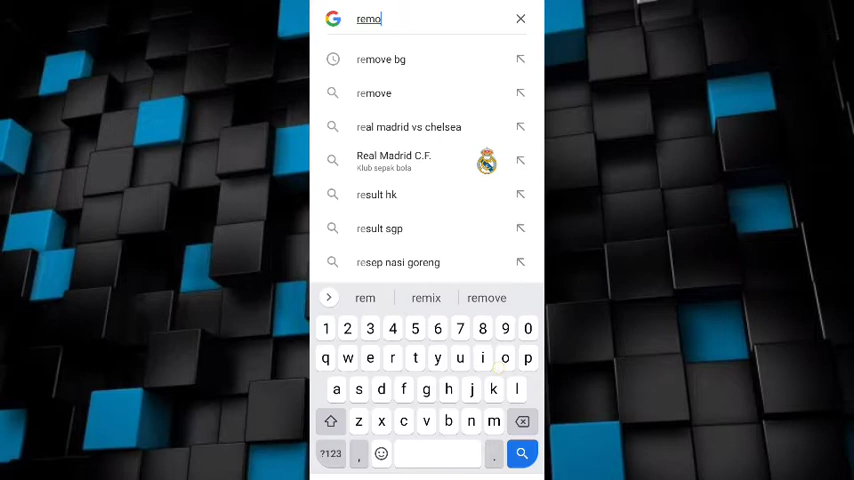 remo
remove bg
remove
real madrid vs chelsea
Real Madrid C.F.
Klub sepak bola
result hk
result sgp
resep nasi goreng
rem remix remove
1 2 3 4 5 6 7 8 9 0
q w e r t y u i o p
a s d f g h j k l
z x c v b n m
?123 , .